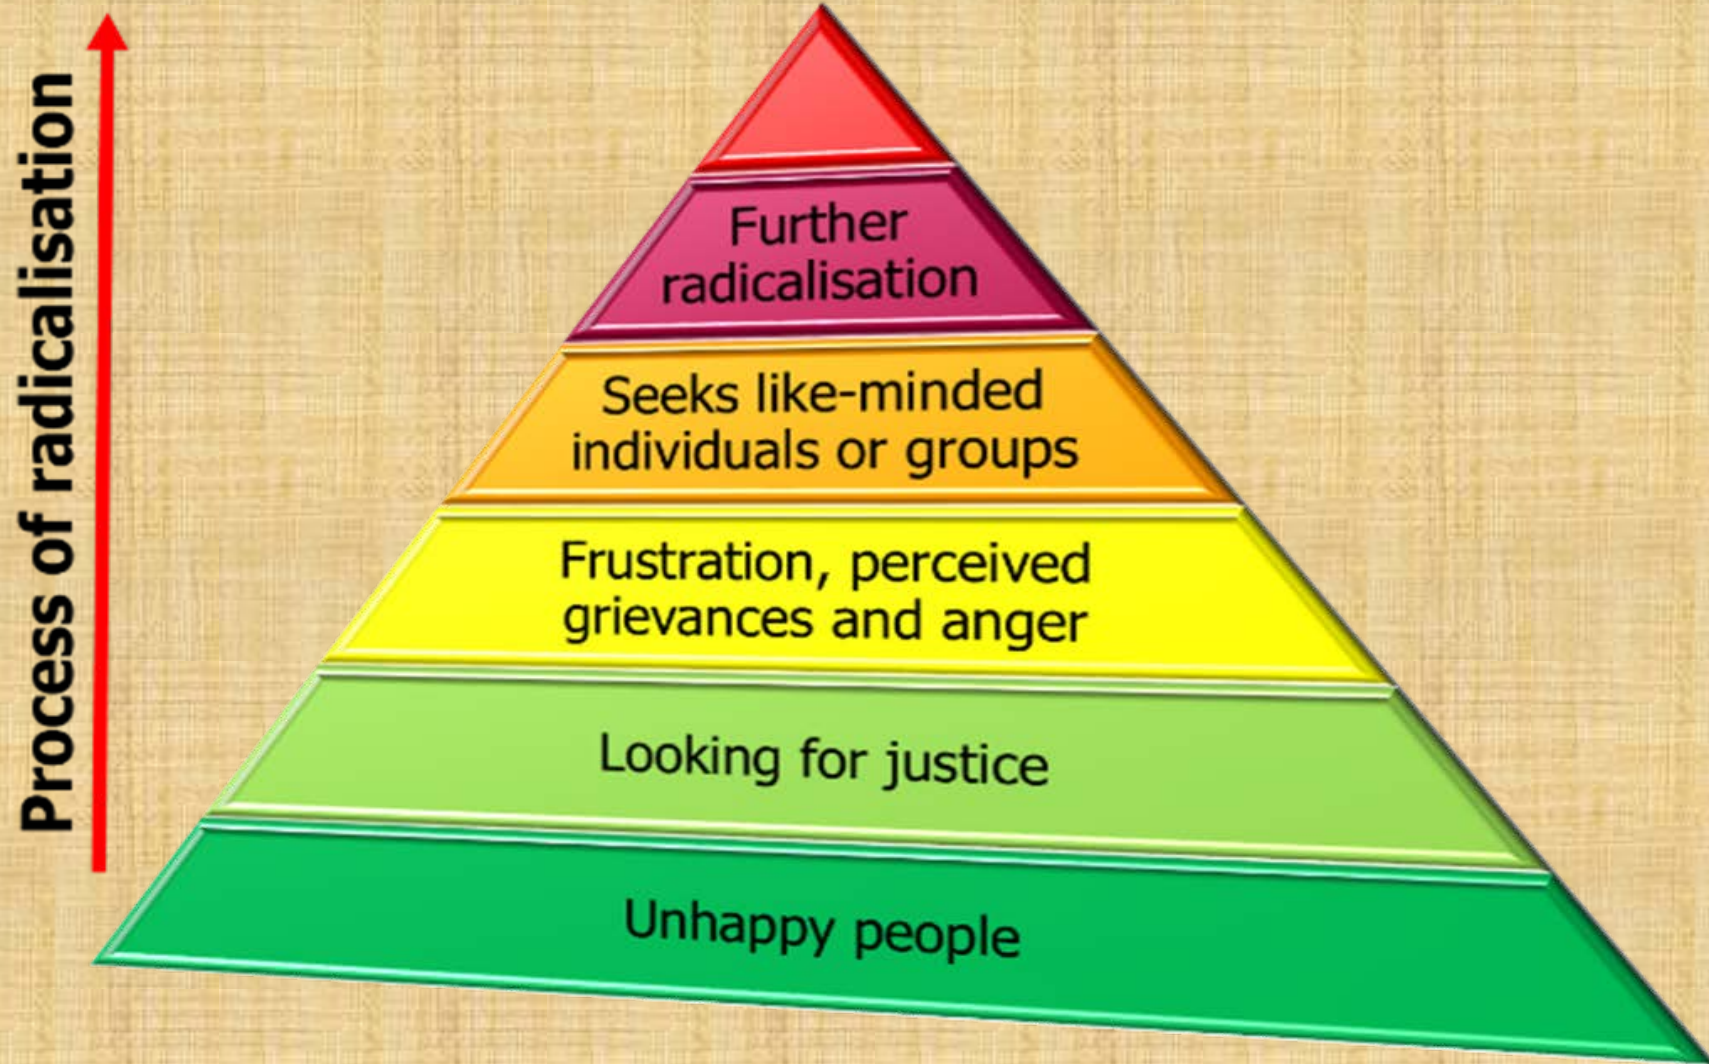 Process of radicalisation
Further
radicalisation
Seeks like-minded
individuals or groups
Frustration, perceived
grievances and anger
Looking for justice
Unhappy people